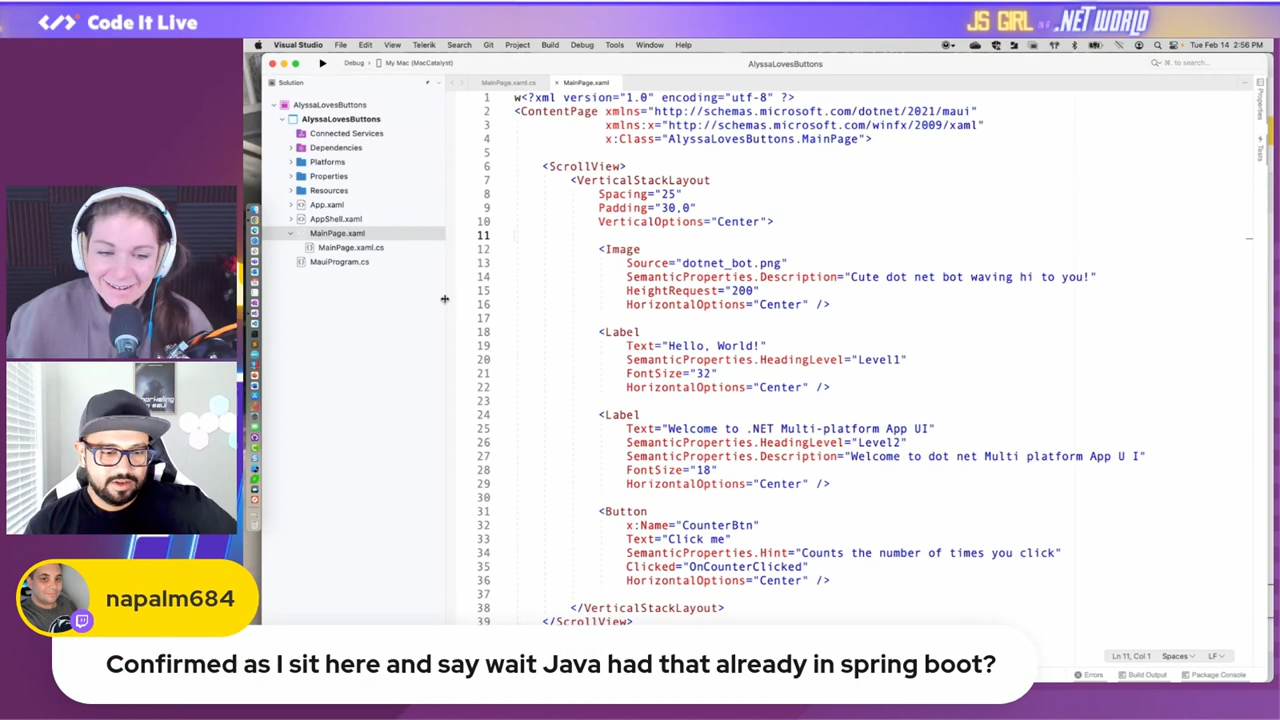 Code It Live
JS GIRL IN A .NET WORLD
Visual Studio File Edit View Telerik Search Git Project Build Debug Tools Window Help
Tue Feb 14 2:56 PM
Debug My Mac (MacCatalyst)
AlyssaLovesButtons
⌘. to search...
Solution
MainPage.xaml.cs
MainPage.xaml
AlyssaLovesButtons
AlyssaLovesButtons
Connected Services
Dependencies
Platforms
Properties
Resources
App.xaml
AppShell.xaml
MainPage.xaml
MainPage.xaml.cs
MauiProgram.cs
1 w<?xml version="1.0" encoding="utf-8" ?>
2 <ContentPage xmlns="http://schemas.microsoft.com/dotnet/2021/maui"
3 xmlns:x="http://schemas.microsoft.com/winfx/2009/xaml"
4 x:Class="AlyssaLovesButtons.MainPage">
5
6 <ScrollView>
7 <VerticalStackLayout
8 Spacing="25"
9 Padding="30,0"
10 VerticalOptions="Center">
11
12 <Image
13 Source="dotnet_bot.png"
14 SemanticProperties.Description="Cute dot net bot waving hi to you!"
15 HeightRequest="200"
16 HorizontalOptions="Center" />
17
18 <Label
19 Text="Hello, World!"
20 SemanticProperties.HeadingLevel="Level1"
21 FontSize="32"
22 HorizontalOptions="Center" />
23
24 <Label
25 Text="Welcome to .NET Multi-platform App UI"
26 SemanticProperties.HeadingLevel="Level2"
27 SemanticProperties.Description="Welcome to dot net Multi platform App U I"
28 FontSize="18"
29 HorizontalOptions="Center" />
30
31 <Button
32 x:Name="CounterBtn"
33 Text="Click me"
34 SemanticProperties.Hint="Counts the number of times you click"
35 Clicked="OnCounterClicked"
36 HorizontalOptions="Center" />
37
38 </VerticalStackLayout>
39 </ScrollView>
Properties
Tests
Ln 11, Col 1 Spaces LF
Errors Build Output Package Console
napalm684
Confirmed as I sit here and say wait Java had that already in spring boot?